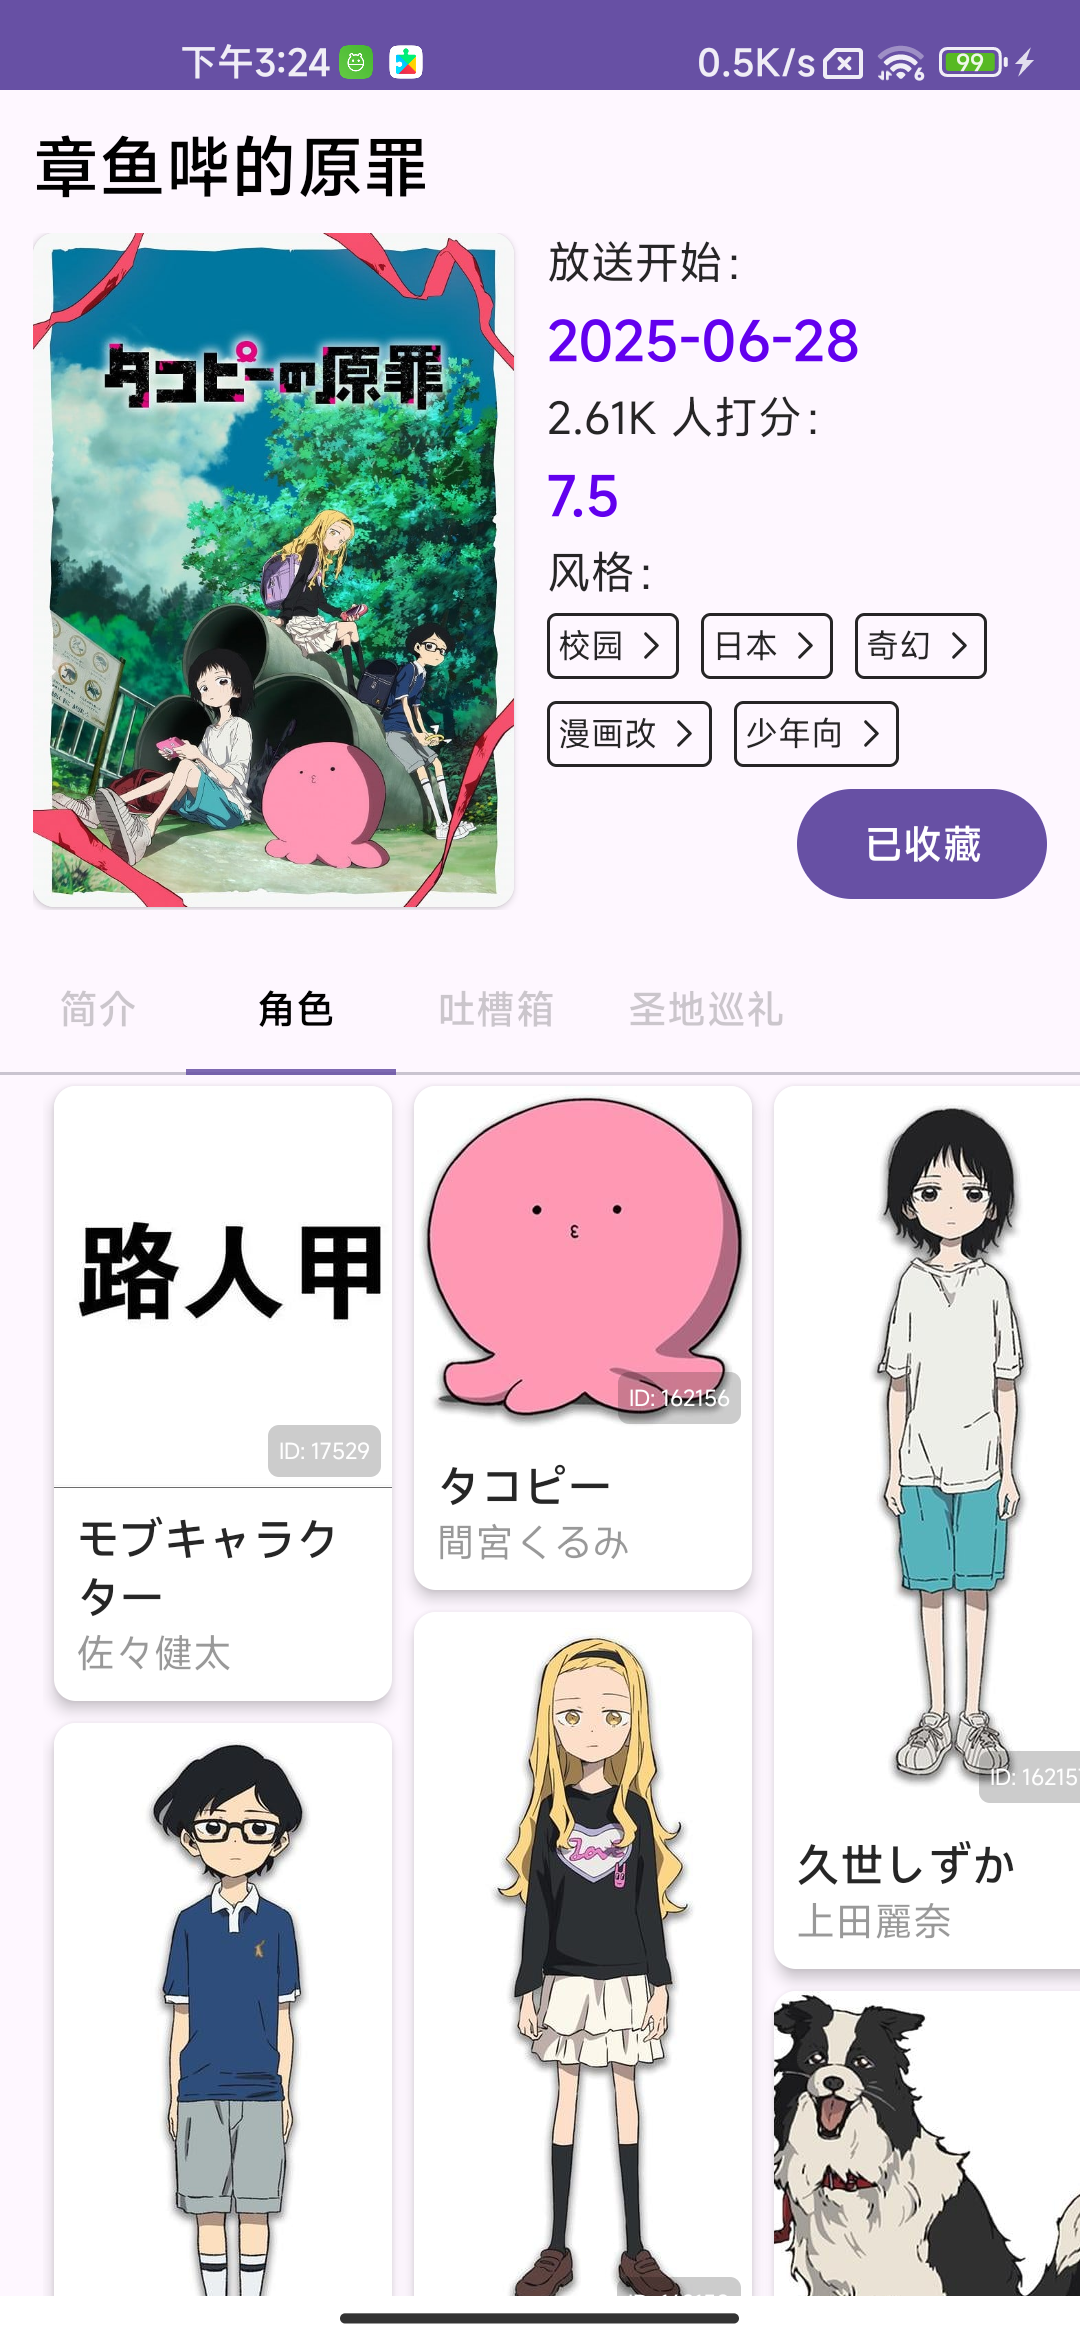 下午3:24
0.5K/s
99
章鱼哔的原罪
タコピーの原罪
放送开始：
2025-06-28
2.61K 人打分：
7.5
风格：
校园
日本
奇幻
漫画改
少年向
已收藏
简介
角色
吐槽箱
圣地巡礼
路人甲
ID: 17529
モブキャラク
ター
佐々健太
ID: 162156
タコピー
間宮くるみ
Love
ID: 16215
久世しずか
上田麗奈